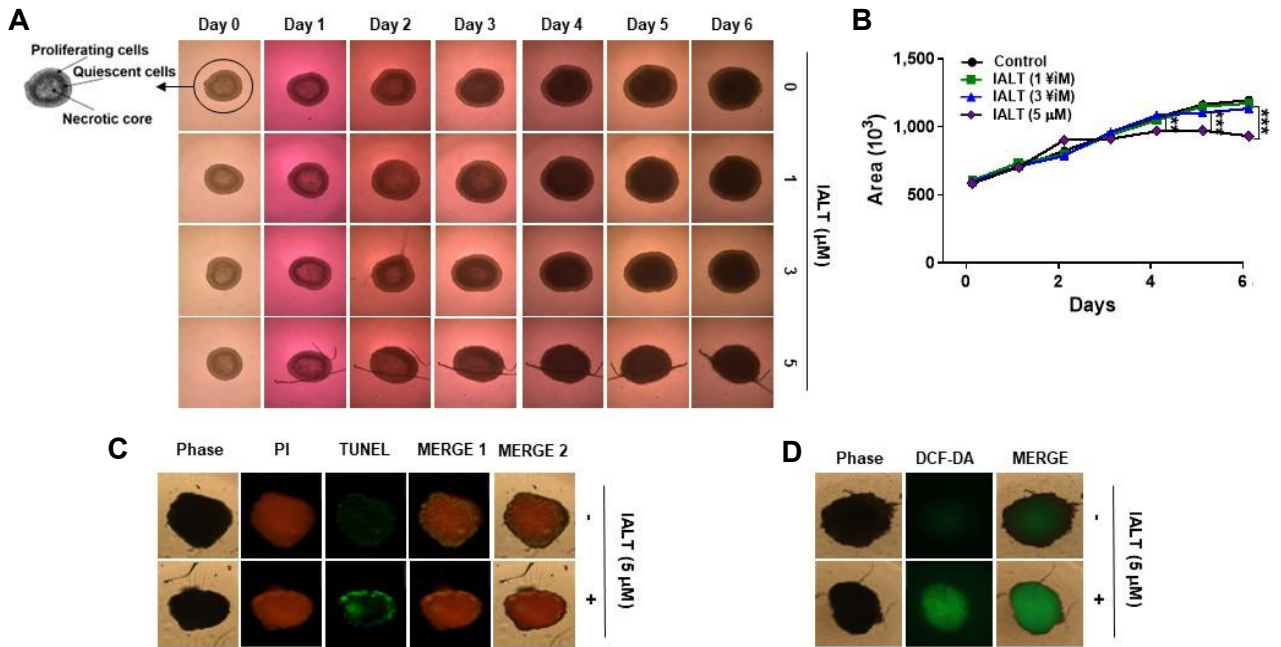 A
Day 0 Day 1 Day 2 Day 3 Day 4 Day 5 Day 6
Proliferating cells
Quiescent cells
Necrotic core
0
1
3
5
IALT (µM)
B
1,500
1,000
500
0
Area (10³)
Control
IALT (1 ¥ìM)
IALT (3 ¥ìM)
IALT (5 µM)
**
***
***
0 2 4 6
Days
C
Phase PI TUNEL MERGE 1 MERGE 2
-
+
IALT (5 µM)
D
Phase DCF-DA MERGE
-
+
IALT (5 µM)